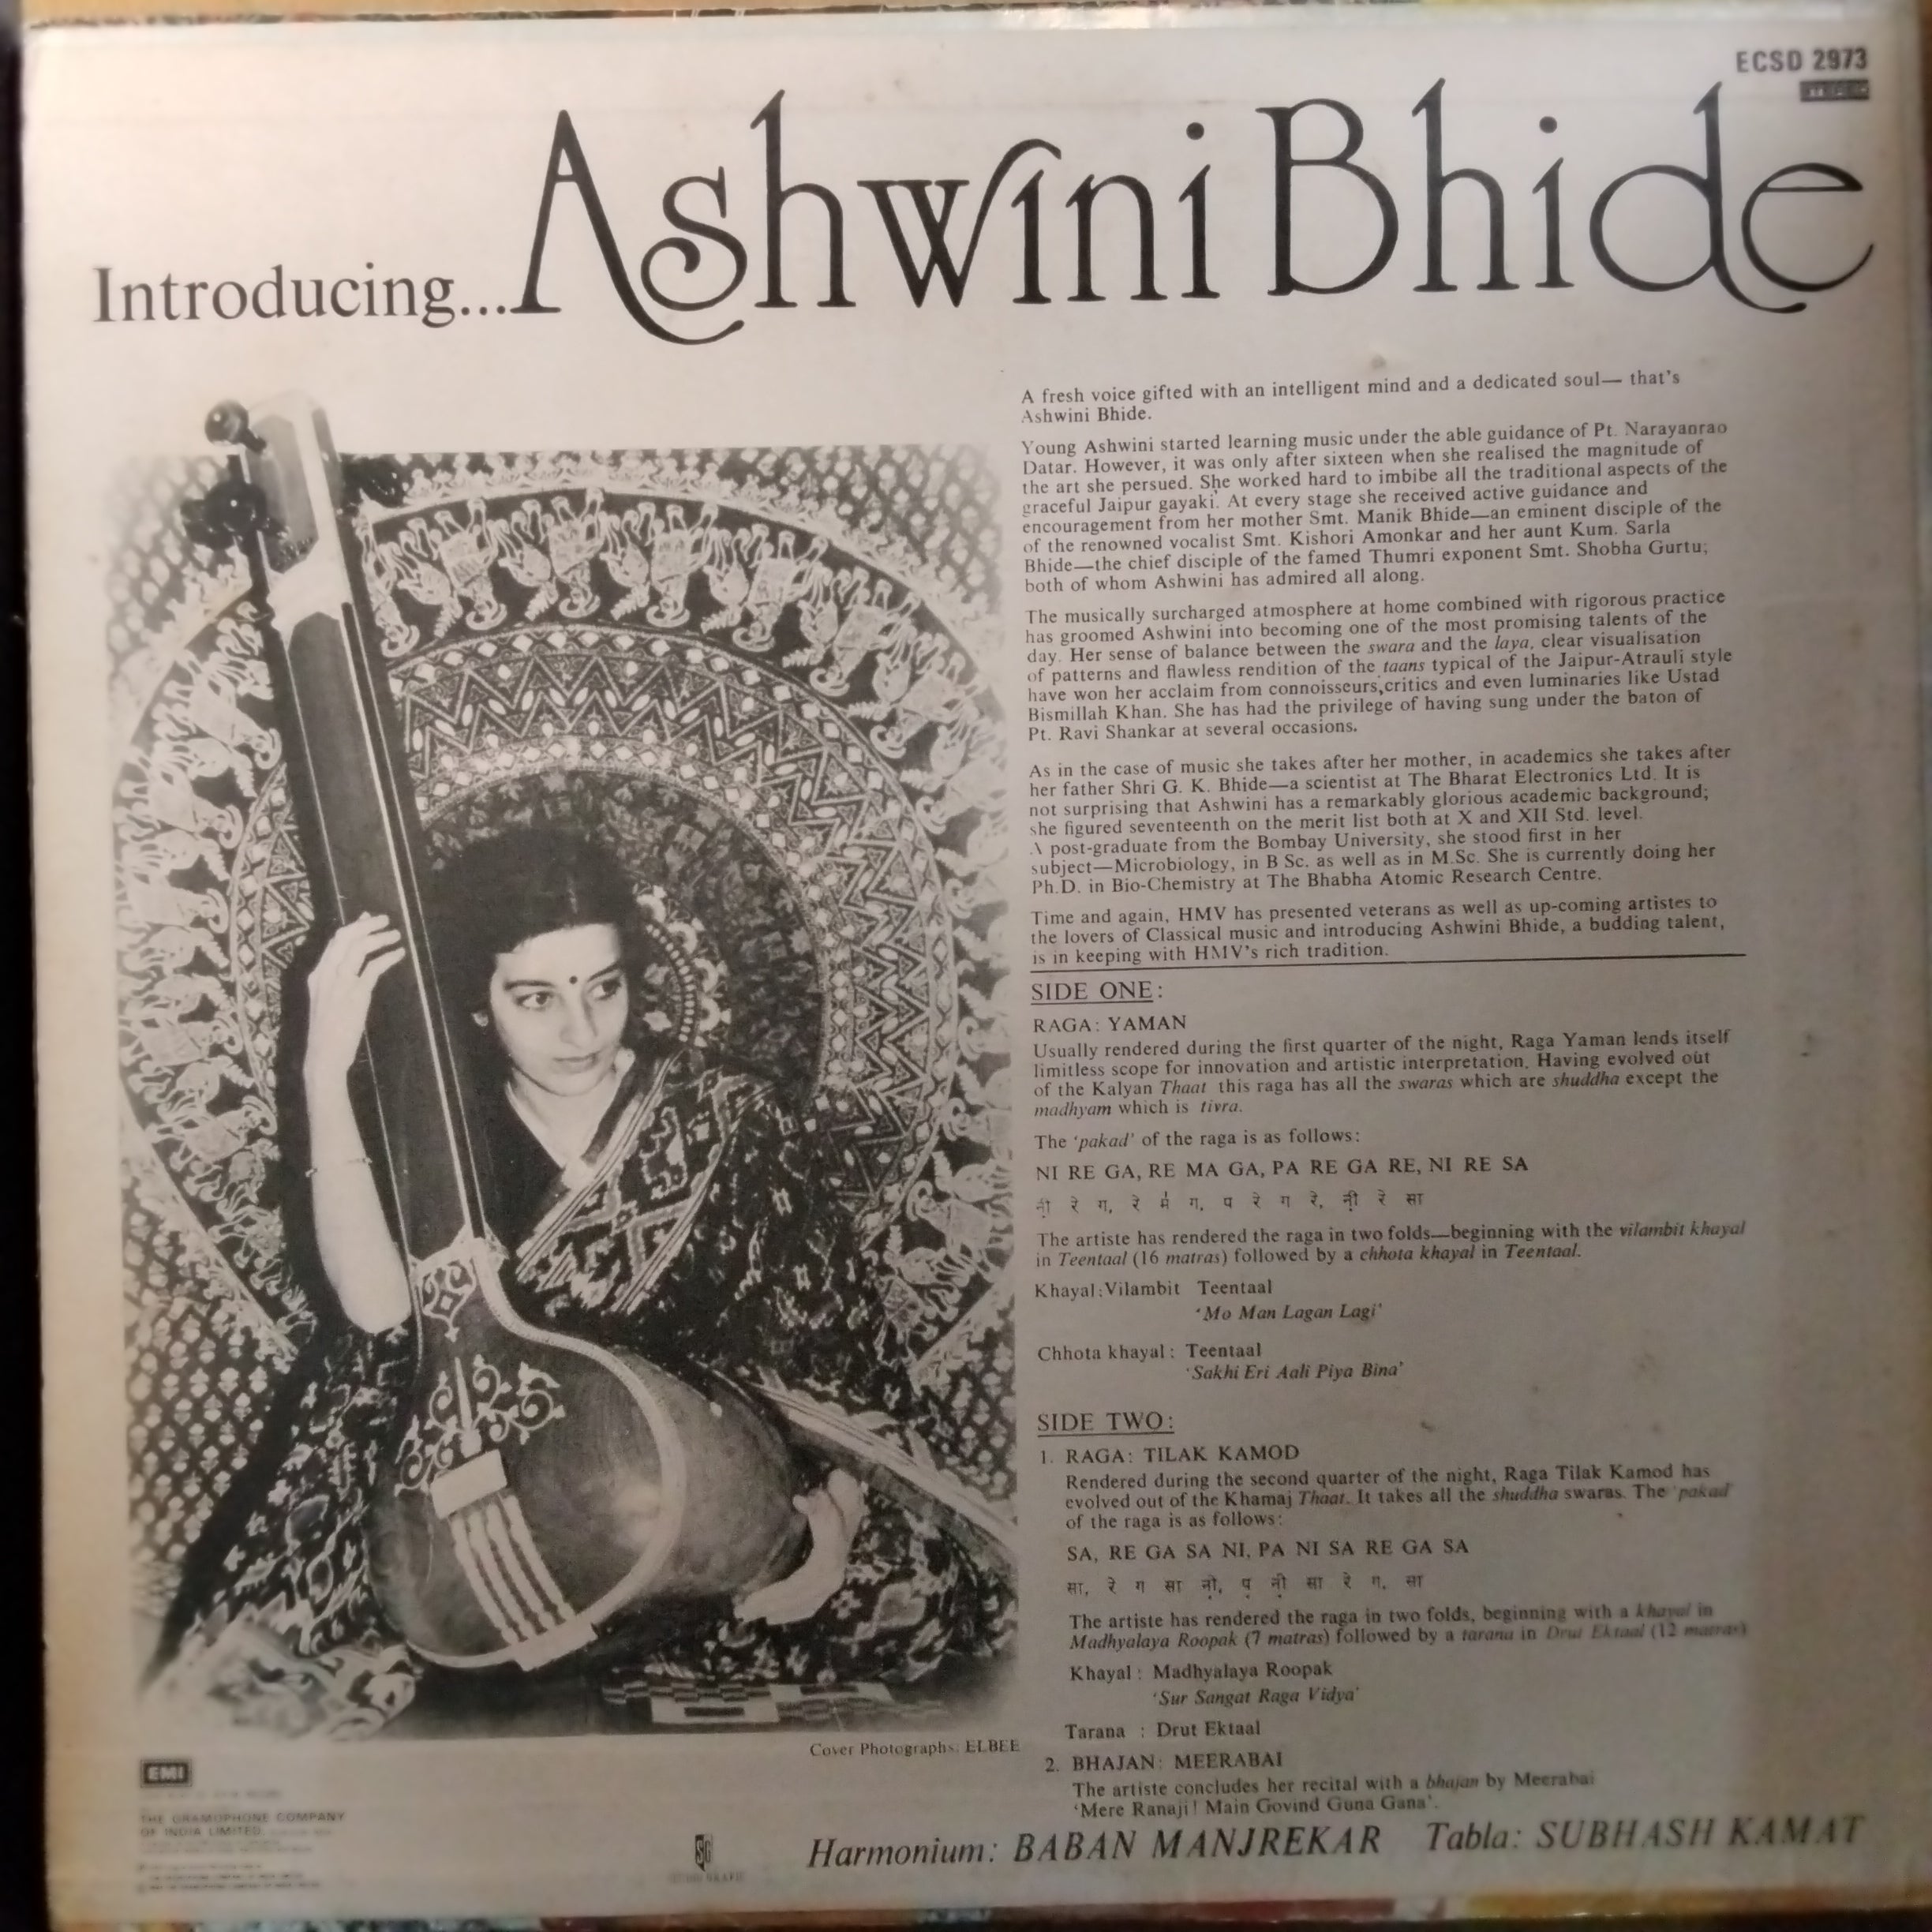 ECSD 2973
STEREO
Introducing...Ashwini Bhide
A fresh voice gifted with an intelligent mind and a dedicated soul— that's
Ashwini Bhide.
Young Ashwini started learning music under the able guidance of Pt. Narayanrao
Datar. However, it was only after sixteen when she realised the magnitude of
the art she persued. She worked hard to imbibe all the traditional aspects of the
graceful Jaipur gayaki. At every stage she received active guidance and
encouragement from her mother Smt. Manik Bhide—an eminent disciple of the
of the renowned vocalist Smt. Kishori Amonkar and her aunt Kum. Sarla
Bhide—the chief disciple of the famed Thumri exponent Smt. Shobha Gurtu;
both of whom Ashwini has admired all along.
The musically surcharged atmosphere at home combined with rigorous practice
has groomed Ashwini into becoming one of the most promising talents of the
day. Her sense of balance between the swara and the laya, clear visualisation
of patterns and flawless rendition of the taans typical of the Jaipur-Atrauli style
have won her acclaim from connoisseurs,critics and even luminaries like Ustad
Bismillah Khan. She has had the privilege of having sung under the baton of
Pt. Ravi Shankar at several occasions.
As in the case of music she takes after her mother, in academics she takes after
her father Shri G. K. Bhide—a scientist at The Bharat Electronics Ltd. It is
not surprising that Ashwini has a remarkably glorious academic background;
she figured seventeenth on the merit list both at X and XII Std. level.
A post-graduate from the Bombay University, she stood first in her
subject—Microbiology, in B Sc. as well as in M.Sc. She is currently doing her
Ph.D. in Bio-Chemistry at The Bhabha Atomic Research Centre.
Time and again, HMV has presented veterans as well as up-coming artistes to
the lovers of Classical music and introducing Ashwini Bhide, a budding talent,
is in keeping with HMV's rich tradition.
SIDE ONE:
RAGA: YAMAN
Usually rendered during the first quarter of the night, Raga Yaman lends itself
limitless scope for innovation and artistic interpretation. Having evolved out
of the Kalyan Thaat this raga has all the swaras which are shuddha except the
madhyam which is tivra.
The 'pakad' of the raga is as follows:
NI RE GA, RE MA GA, PA RE GA RE, NI RE SA
ऩी रे ग, रे म॑ ग, प रे ग रे, ऩी रे सा
The artiste has rendered the raga in two folds—beginning with the vilambit khayal
in Teentaal (16 matras) followed by a chhota khayal in Teentaal.
Khayal:Vilambit Teentaal
'Mo Man Lagan Lagi'
Chhota khayal: Teentaal
'Sakhi Eri Aali Piya Bina'
SIDE TWO:
1. RAGA: TILAK KAMOD
Rendered during the second quarter of the night, Raga Tilak Kamod has
evolved out of the Khamaj Thaat. It takes all the shuddha swaras. The 'pakad'
of the raga is as follows:
SA, RE GA SA NI, PA NI SA RE GA SA
सा, रे ग सा ऩी, प॒ ऩी सा रे ग, सा
The artiste has rendered the raga in two folds, beginning with a khayal in
Madhyalaya Roopak (7 matras) followed by a tarana in Drut Ektaal (12 matras)
Khayal: Madhyalaya Roopak
'Sur Sangat Raga Vidya'
Tarana : Drut Ektaal
2. BHAJAN: MEERABAI
The artiste concludes her recital with a bhajan by Meerabai
'Mere Ranaji! Main Govind Guna Gana'.
Cover Photographs: ELBEE
EMI
THE GRAMOPHONE COMPANY
OF INDIA LIMITED
SG
Harmonium: BABAN MANJREKAR Tabla: SUBHASH KAMAT